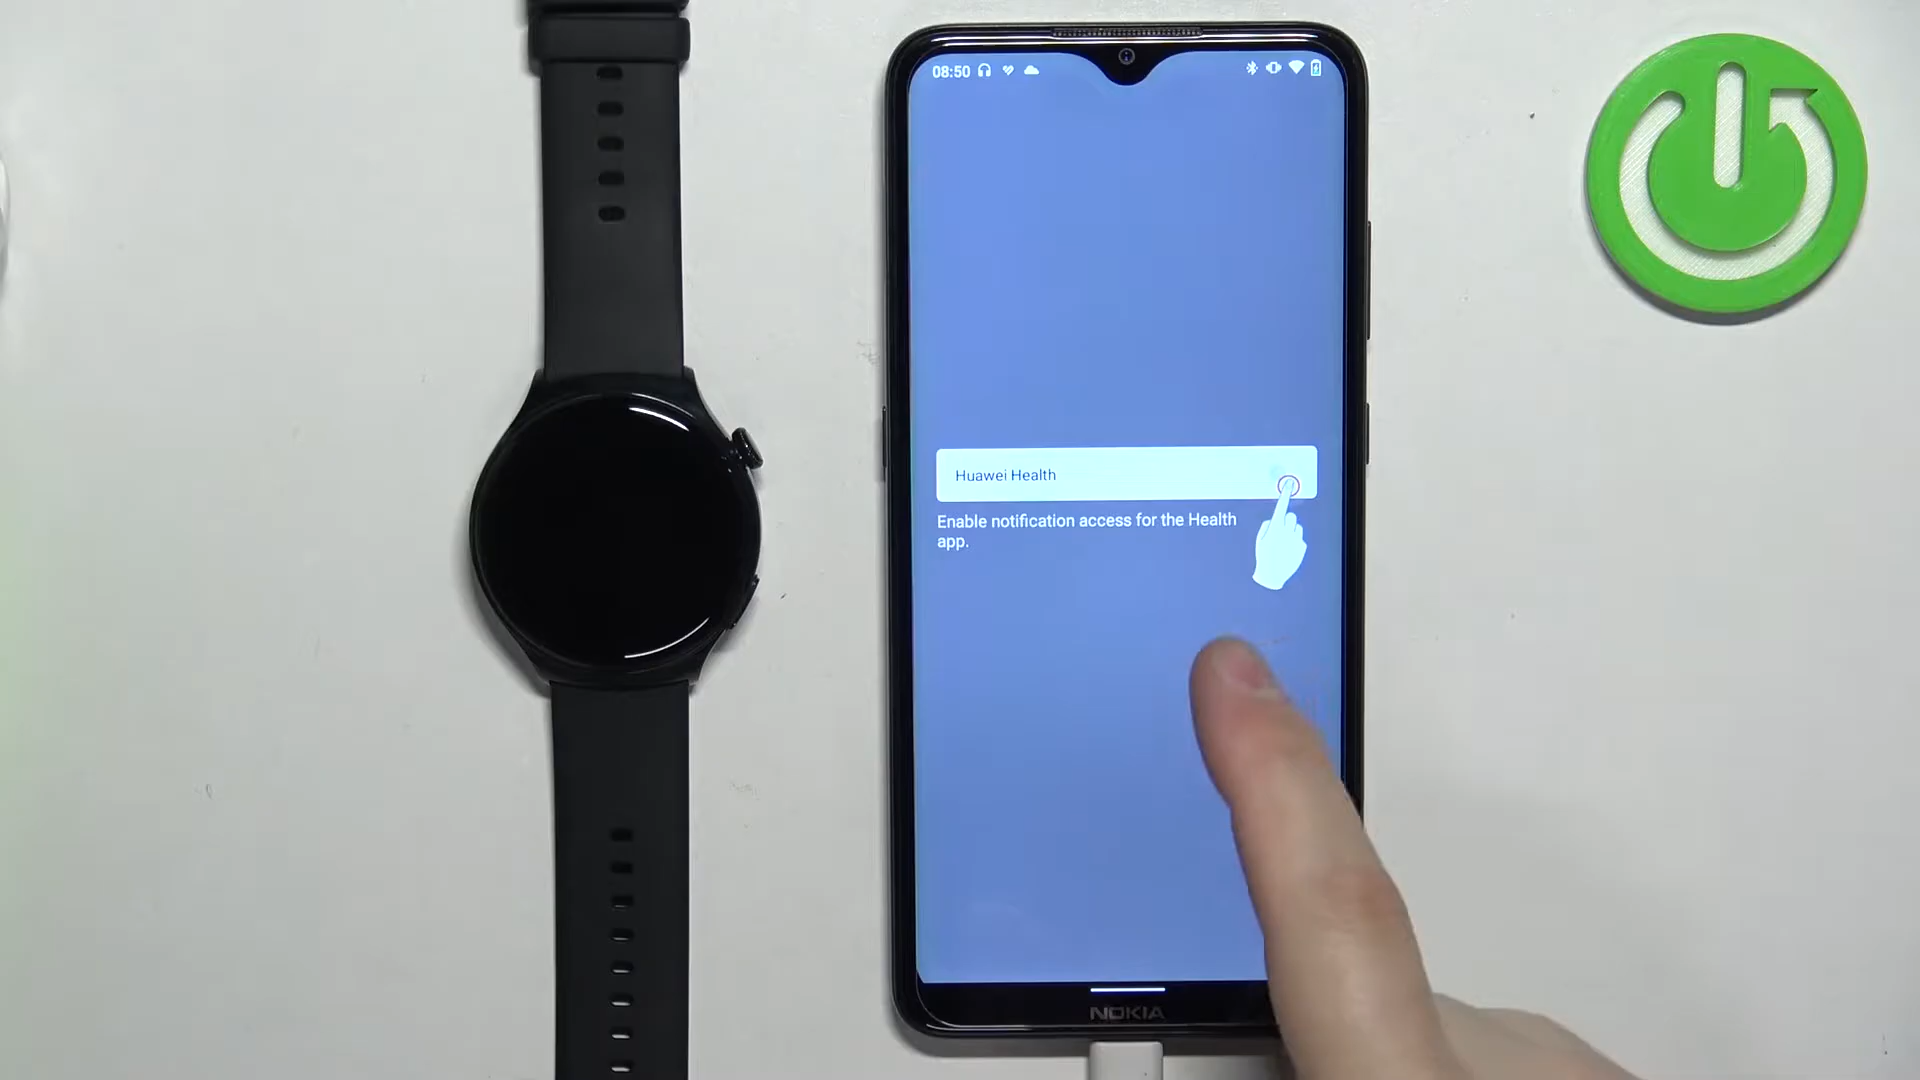 08:50
Huawei Health
Enable notification access for the Health
app.
NOKIA